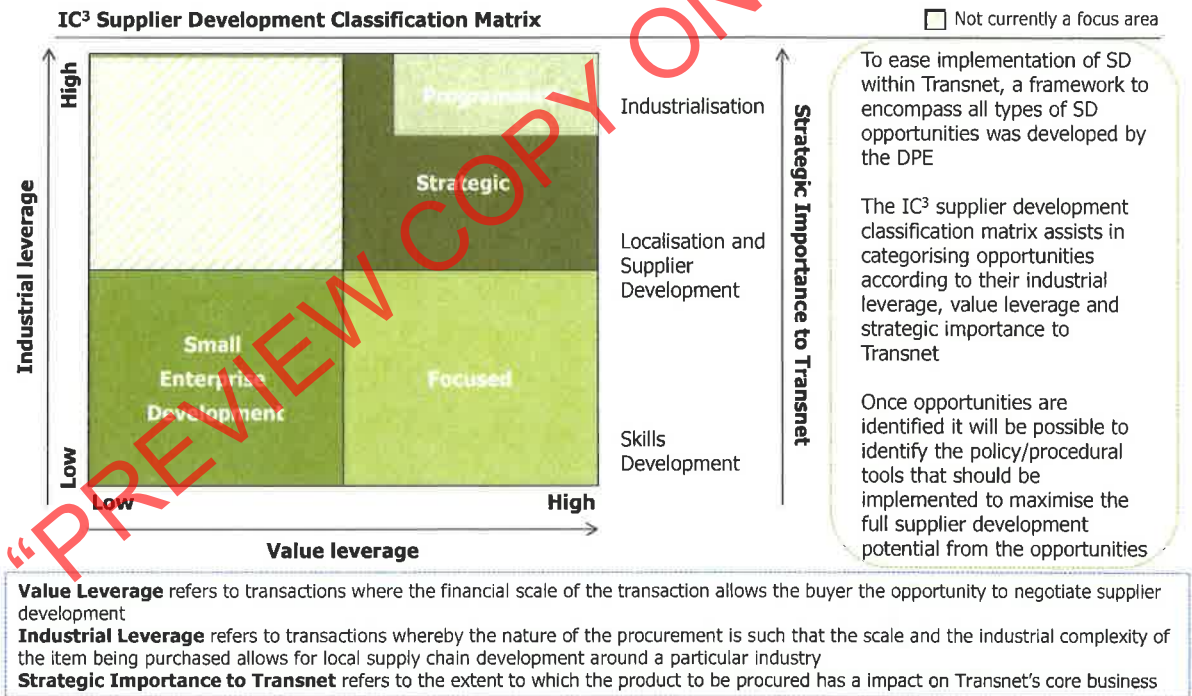 IC³ Supplier Development Classification Matrix
Not currently a focus area
High
Industrial leverage
Low
Strategic
Small
Enterprise
Development
Focused
Low
High
Value leverage
Industrialisation
Localisation and
Supplier
Development
Skills
Development
Strategic Importance to Transnet
To ease implementation of SD
within Transnet, a framework to
encompass all types of SD
opportunities was developed by
the DPE
The IC³ supplier development
classification matrix assists in
categorising opportunities
according to their industrial
leverage, value leverage and
strategic importance to
Transnet
Once opportunities are
identified it will be possible to
identify the policy/procedural
tools that should be
implemented to maximise the
full supplier development
potential from the opportunities
Value Leverage refers to transactions where the financial scale of the transaction allows the buyer the opportunity to negotiate supplier
development
Industrial Leverage refers to transactions whereby the nature of the procurement is such that the scale and the industrial complexity of
the item being purchased allows for local supply chain development around a particular industry
Strategic Importance to Transnet refers to the extent to which the product to be procured has a impact on Transnet's core business
“PREVIEW COPY ON